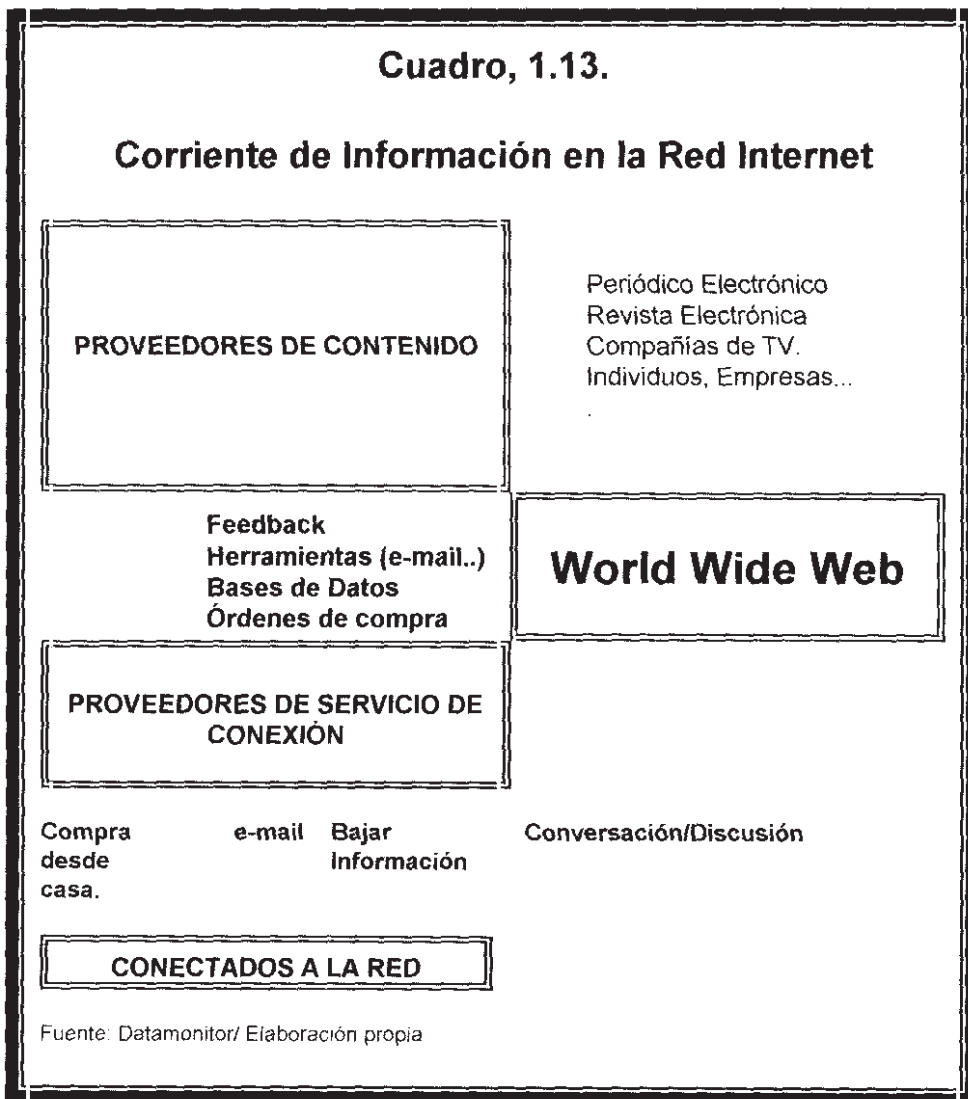 Cuadro, 1.13.
Corriente de Información en la Red Internet
PROVEEDORES DE CONTENIDO
Periódico Electrónico
Revista Electrónica
Compañías de TV.
Individuos, Empresas...
.
Feedback
Herramientas (e-mail..)
Bases de Datos
Órdenes de compra
World Wide Web
PROVEEDORES DE SERVICIO DE
CONEXIÓN
Compra
desde
casa.
e-mail
Bajar
Información
Conversación/Discusión
CONECTADOS A LA RED
Fuente: Datamonitor/ Elaboración propia